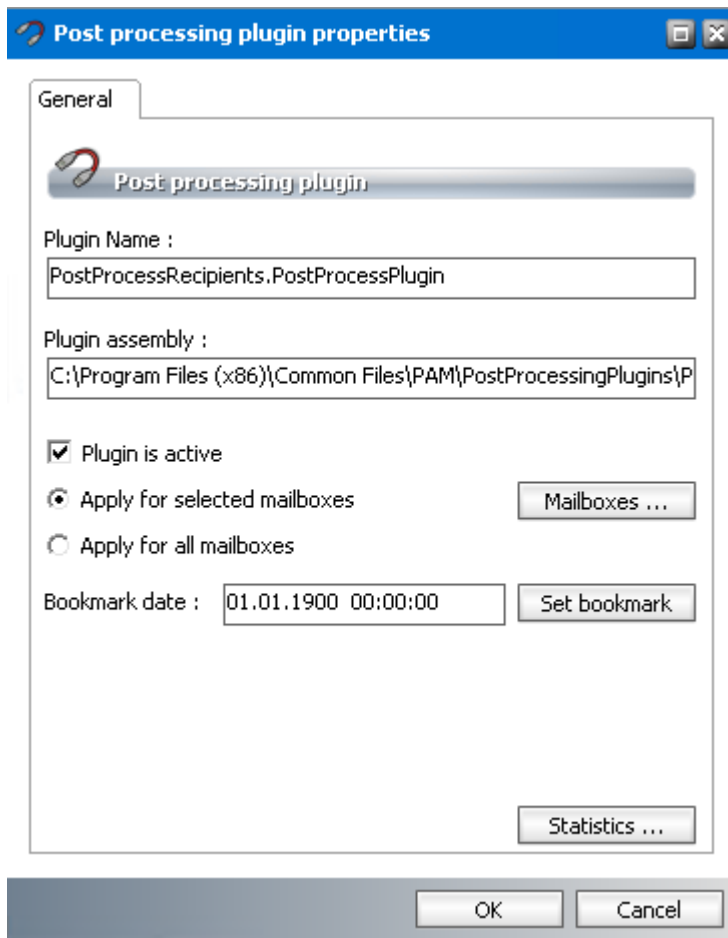 Post processing plugin properties
General
Post processing plugin
Plugin Name :
PostProcessRecipients.PostProcessPlugin
Plugin assembly :
C:\Program Files (x86)\Common Files\PAM\PostProcessingPlugins\P
Plugin is active
Apply for selected mailboxes
Mailboxes ...
Apply for all mailboxes
Bookmark date : 01.01.1900 00:00:00 Set bookmark
Statistics ...
OK Cancel